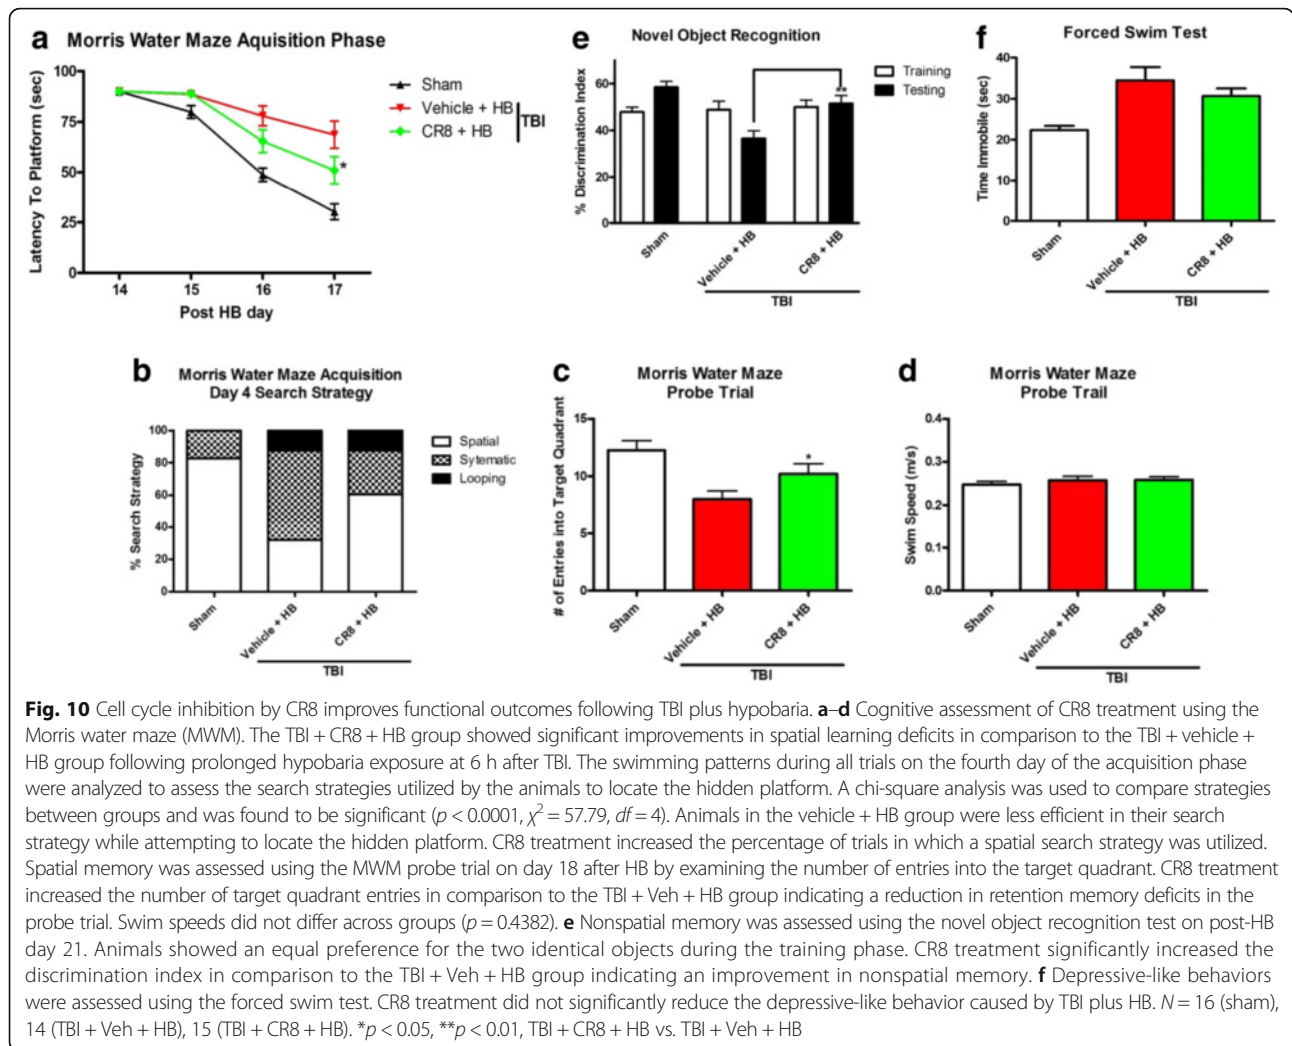 a
Morris Water Maze Aquisition Phase
Latency To Platform (sec)
100
75
50
25
0
14
15
16
17
Post HB day
*
Sham
Vehicle + HB
CR8 + HB
TBI
e
Novel Object Recognition
% Discrimination Index
60
40
20
0
**
Training
Testing
Sham
Vehicle + HB
CR8 + HB
TBI
f
Forced Swim Test
Time Immobile (sec)
40
30
20
10
0
Sham
Vehicle + HB
CR8 + HB
TBI
b
Morris Water Maze Acquisition
Day 4 Search Strategy
% Search Strategy
100
80
60
40
20
0
Spatial
Sytematic
Looping
Sham
Vehicle + HB
CR8 + HB
TBI
c
Morris Water Maze
Probe Trial
# of Entries into Target Quadrant
15
10
5
0
*
Sham
Vehicle + HB
CR8 + HB
TBI
d
Morris Water Maze
Probe Trail
Swim Speed (m/s)
0.4
0.3
0.2
0.1
0.0
Sham
Vehicle + HB
CR8 + HB
TBI
Fig. 10 Cell cycle inhibition by CR8 improves functional outcomes following TBI plus hypobaria. a–d Cognitive assessment of CR8 treatment using the
Morris water maze (MWM). The TBI + CR8 + HB group showed significant improvements in spatial learning deficits in comparison to the TBI + vehicle +
HB group following prolonged hypobaria exposure at 6 h after TBI. The swimming patterns during all trials on the fourth day of the acquisition phase
were analyzed to assess the search strategies utilized by the animals to locate the hidden platform. A chi-square analysis was used to compare strategies
between groups and was found to be significant (p < 0.0001, χ² = 57.79, df = 4). Animals in the vehicle + HB group were less efficient in their search
strategy while attempting to locate the hidden platform. CR8 treatment increased the percentage of trials in which a spatial search strategy was utilized.
Spatial memory was assessed using the MWM probe trial on day 18 after HB by examining the number of entries into the target quadrant. CR8 treatment
increased the number of target quadrant entries in comparison to the TBI + Veh + HB group indicating a reduction in retention memory deficits in the
probe trial. Swim speeds did not differ across groups (p = 0.4382). e Nonspatial memory was assessed using the novel object recognition test on post-HB
day 21. Animals showed an equal preference for the two identical objects during the training phase. CR8 treatment significantly increased the
discrimination index in comparison to the TBI + Veh + HB group indicating an improvement in nonspatial memory. f Depressive-like behaviors
were assessed using the forced swim test. CR8 treatment did not significantly reduce the depressive-like behavior caused by TBI plus HB. N = 16 (sham),
14 (TBI + Veh + HB), 15 (TBI + CR8 + HB). *p < 0.05, **p < 0.01, TBI + CR8 + HB vs. TBI + Veh + HB